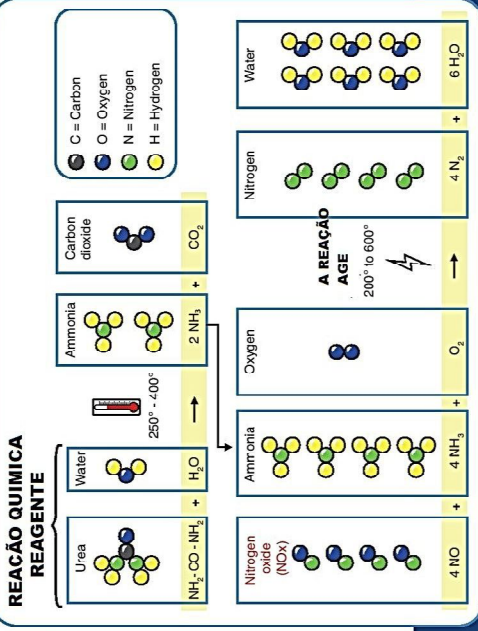 REAÇÃO QUIMICA
REAGENTE
Urea
NH₂- CO - NH₂
+
Water
H₂O
250° - 400°
→
Ammonia
2 NH₃
+
Carbon
dioxide
CO₂
C = Carbon
O = Oxygen
N = Nitrogen
H = Hydrogen
Nitrogen
oxide
(NOx)
4 NO
+
Ammonia
4 NH₃
+
Oxygen
O₂
A REAÇÃO
AGE
200° to 600°
→
Nitrogen
4 N₂
+
Water
6 H₂O